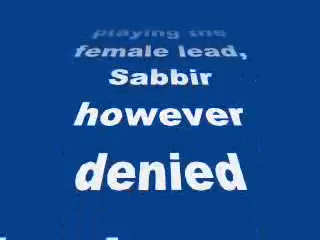 playing the
female lead,
Sabbir
however
denied